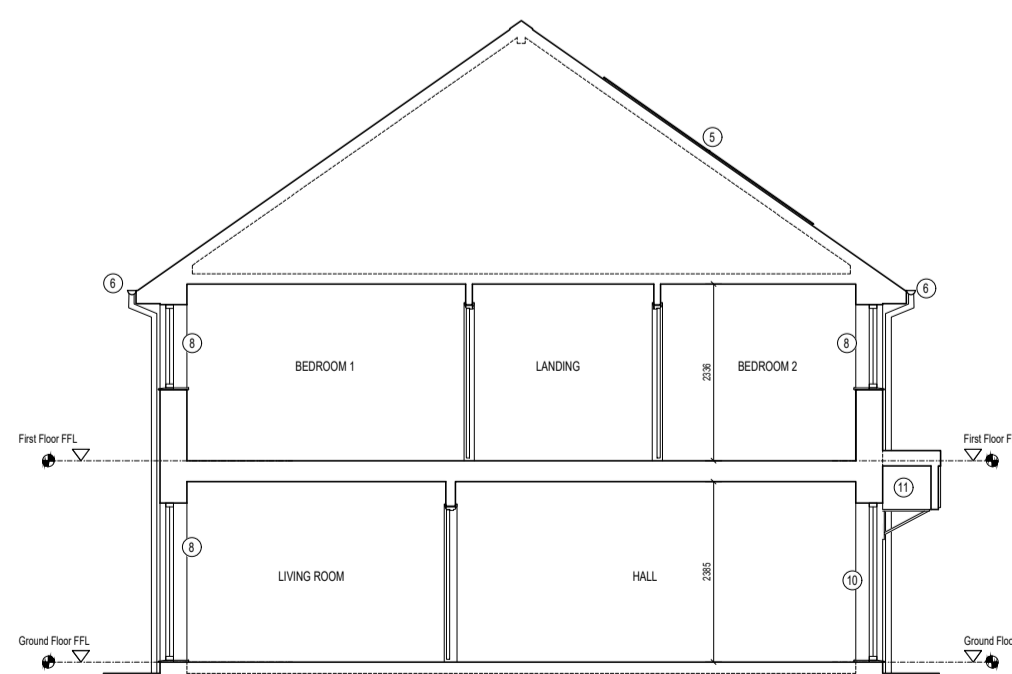 5
6
6
8
8
BEDROOM 1
LANDING
2336
BEDROOM 2
First Floor FFL
First Floor F
11
8
LIVING ROOM
HALL
2385
10
Ground Floor FFL
Ground Floo